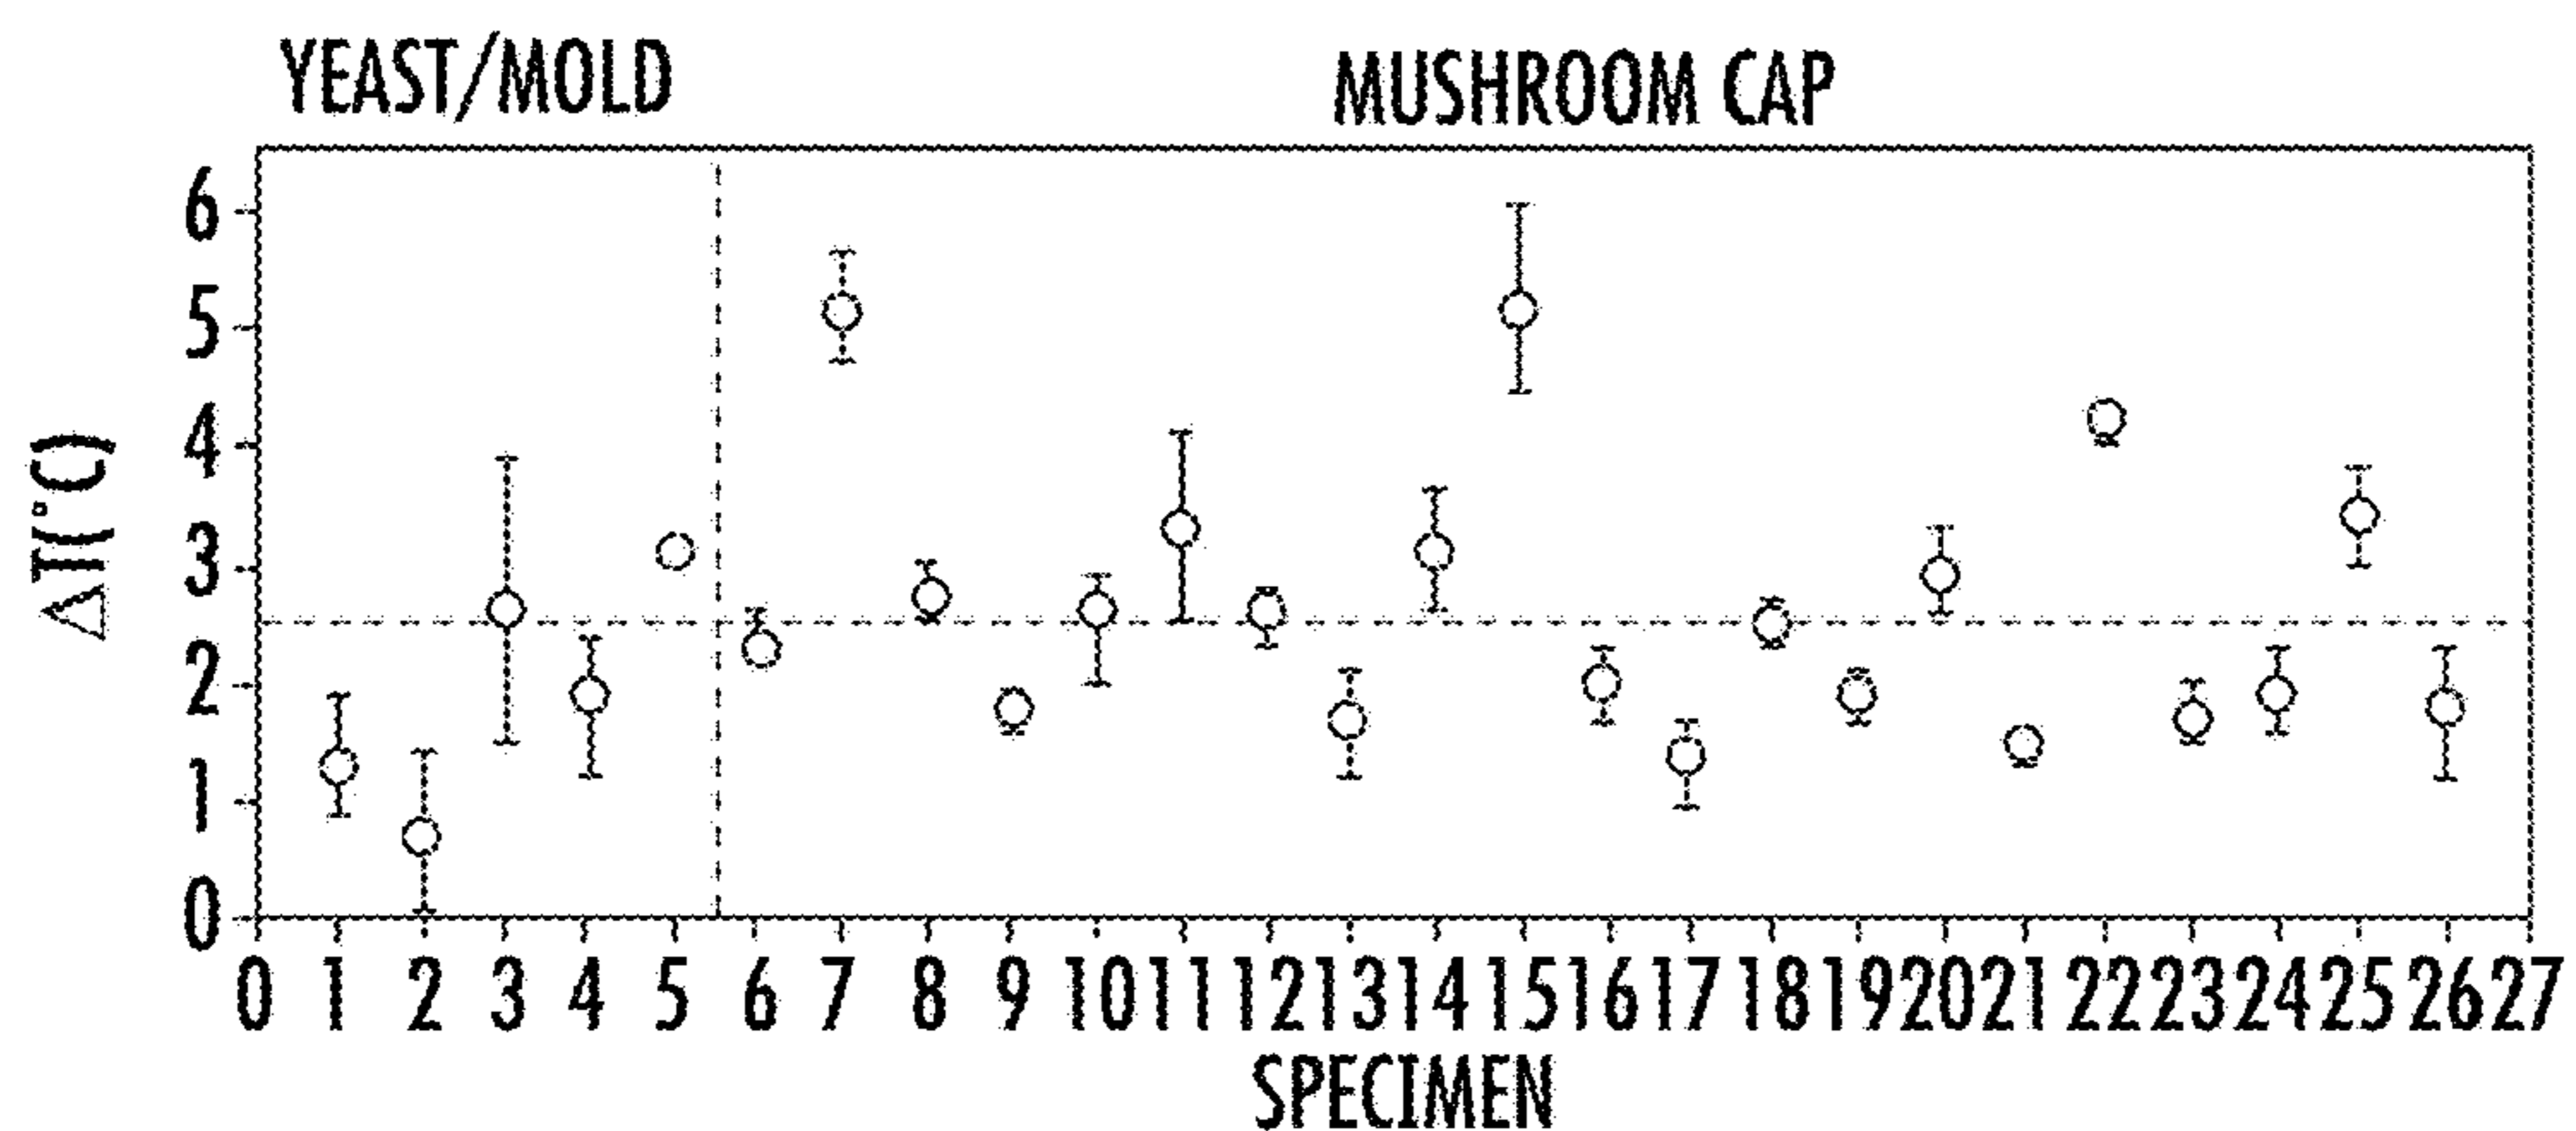 YEAST/MOLD MUSHROOM CAP
6
5
4
3
2
1
0
ΔT(°C)
0 1 2 3 4 5 6 7 8 9 10 11 12 13 14 15 16 17 18 19 20 21 22 23 24 25 26 27
SPECIMEN